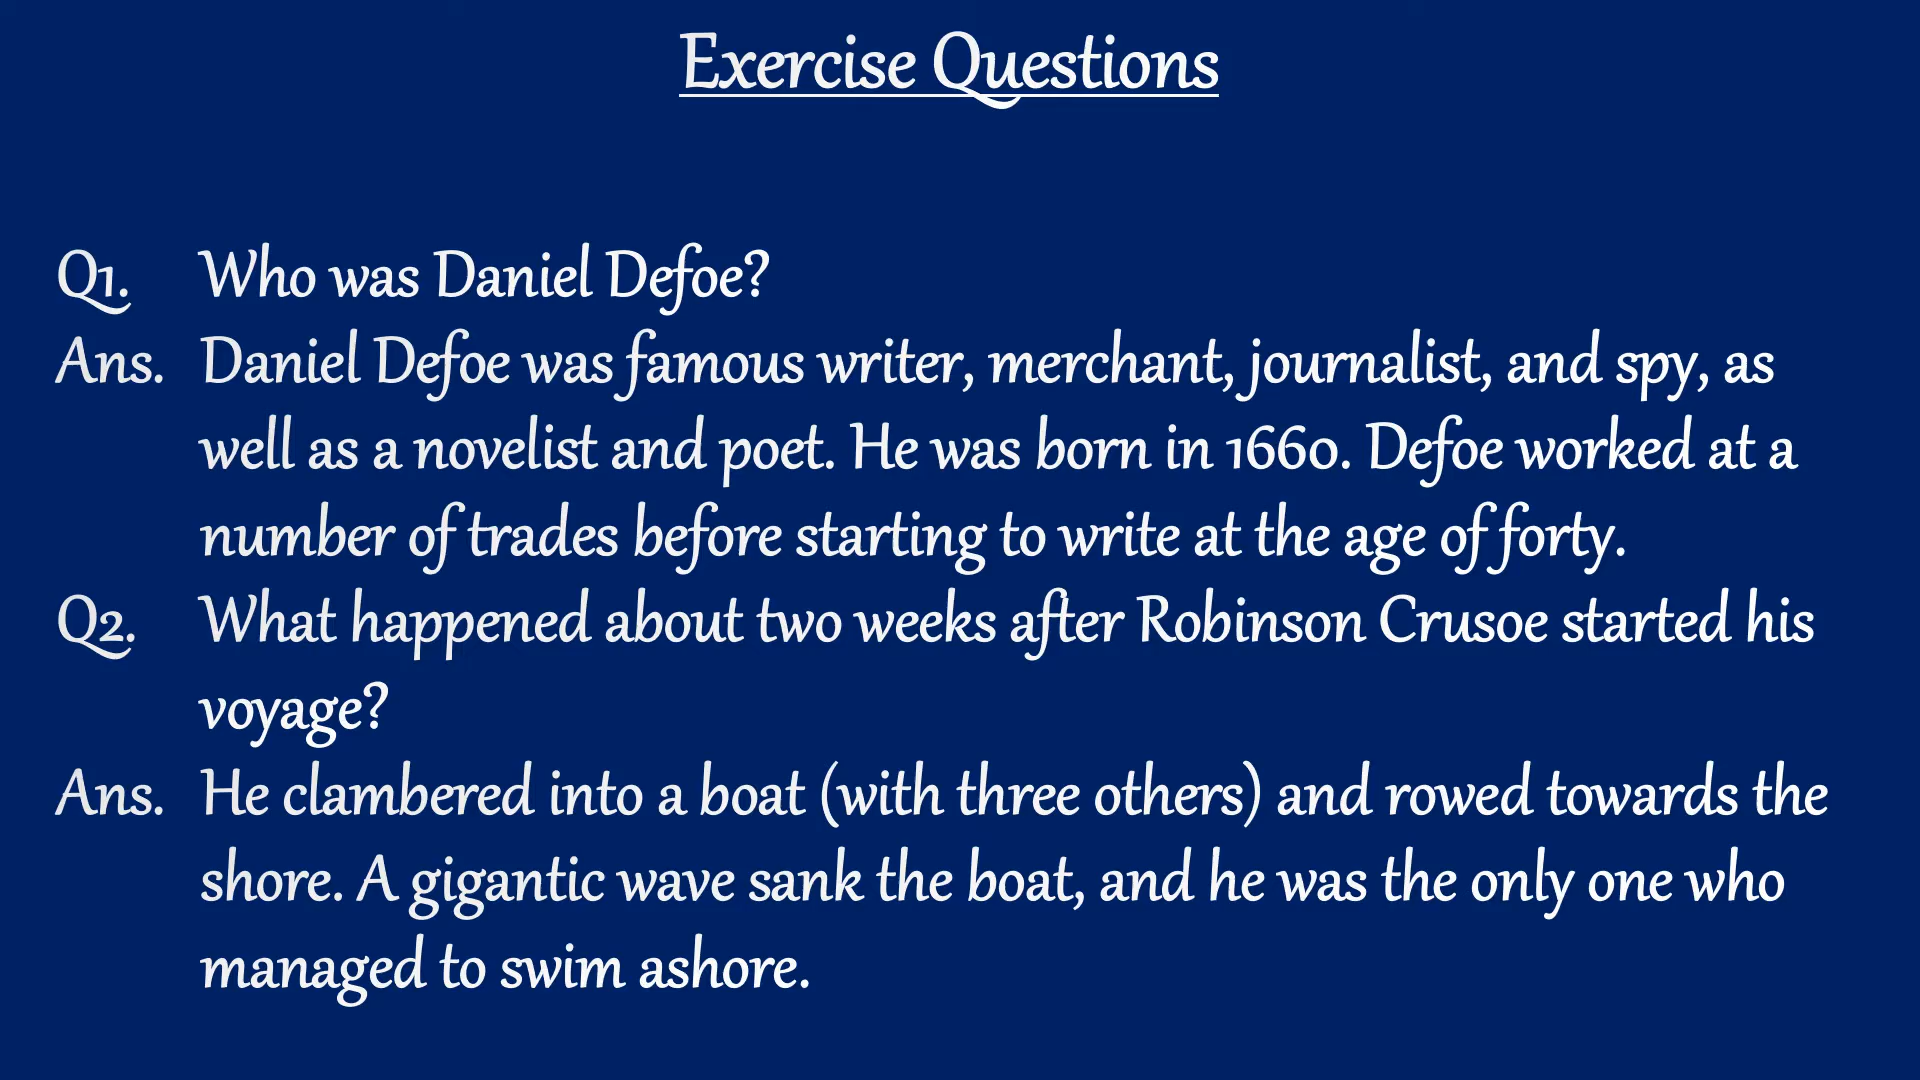 Exercise Questions
Q1. Who was Daniel Defoe?
Ans. Daniel Defoe was famous writer, merchant, journalist, and spy, as
well as a novelist and poet. He was born in 1660. Defoe worked at a
number of trades before starting to write at the age of forty.
Q2. What happened about two weeks after Robinson Crusoe started his
voyage?
Ans. He clambered into a boat (with three others) and rowed towards the
shore. A gigantic wave sank the boat, and he was the only one who
managed to swim ashore.